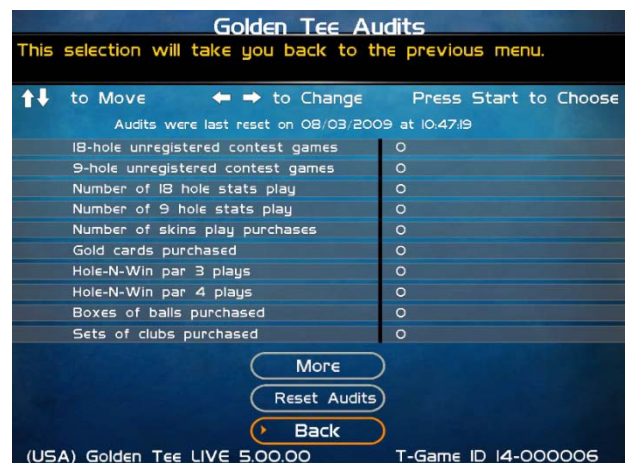 Golden Tee Audits
This selection will take you back to the previous menu.
to Move to Change Press Start to Choose
Audits were last reset on 08/03/2009 at 10:47:19
18-hole unregistered contest games 0
9-hole unregistered contest games 0
Number of 18 hole stats play 0
Number of 9 hole stats play 0
Number of skins play purchases 0
Gold cards purchased 0
Hole-N-Win par 3 plays 0
Hole-N-Win par 4 plays 0
Boxes of balls purchased 0
Sets of clubs purchased 0
More
Reset Audits
Back
(USA) Golden Tee LIVE 5.00.00 T-Game ID 14-000006